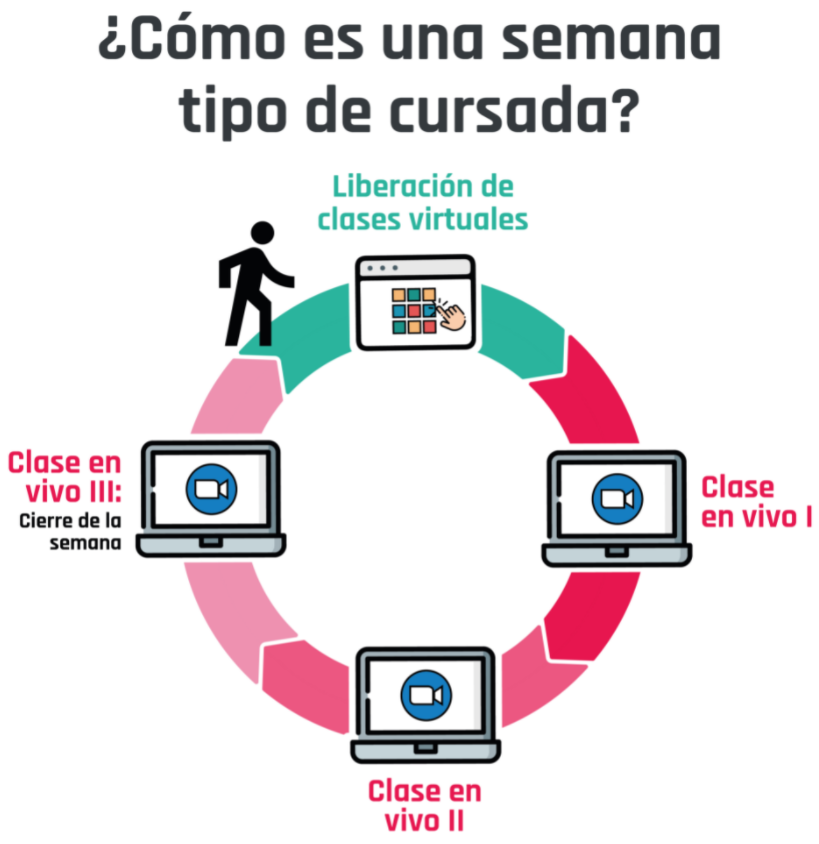 ¿Cómo es una semana
tipo de cursada?
Liberación de
clases virtuales
Clase
en vivo I
Clase en
vivo II
Clase en
vivo III:
Cierre de la
semana